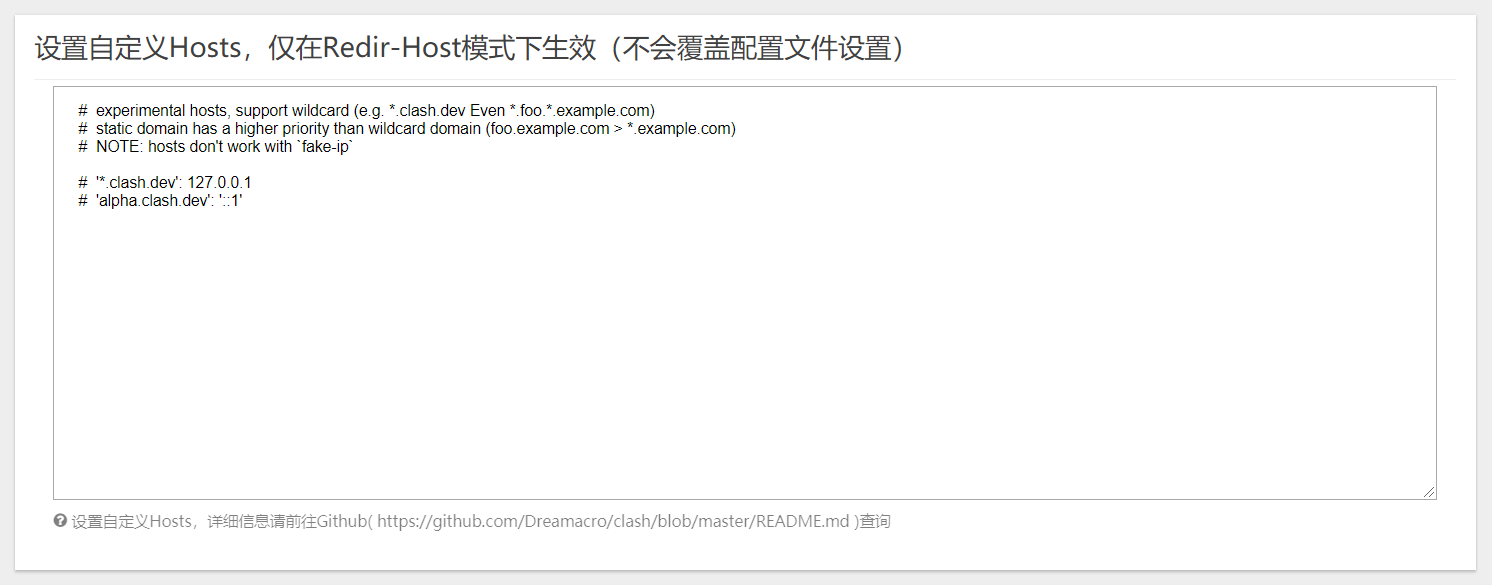 设置自定义Hosts，仅在Redir-Host模式下生效（不会覆盖配置文件设置）
# experimental hosts, support wildcard (e.g. *.clash.dev Even *.foo.*.example.com)
# static domain has a higher priority than wildcard domain (foo.example.com > *.example.com)
# NOTE: hosts don't work with `fake-ip`
# '*.clash.dev': 127.0.0.1
# 'alpha.clash.dev': '::1'
设置自定义Hosts，详细信息请前往Github( https://github.com/Dreamacro/clash/blob/master/README.md )查询